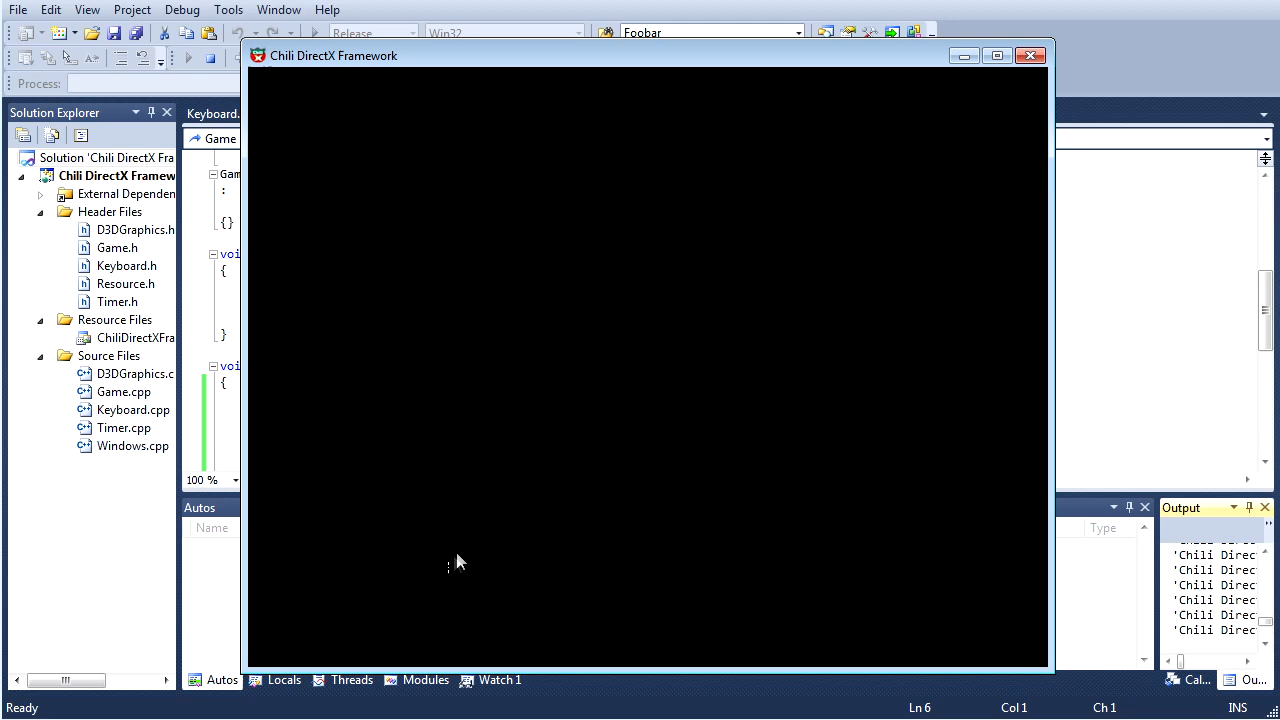 File Edit View Project Debug Tools Window Help
Release Win32 Foobar
Chili DirectX Framework
Process:
Solution Explorer
Keyboard.
Game
Solution 'Chili DirectX Fra
Chili DirectX Framew
External Dependen
Header Files
D3DGraphics.h
Game.h
Keyboard.h
Resource.h
Timer.h
Resource Files
ChiliDirectXFra
Source Files
D3DGraphics.c
Game.cpp
Keyboard.cpp
Timer.cpp
Windows.cpp
Gam
:
{}
voi
{
}
voi
{
100 %
Autos
Name
Type
Output
'Chili Direc
'Chili Direc
'Chili Direc
'Chili Direc
'Chili Direc
'Chili Direc
Autos Locals Threads Modules Watch 1
Cal... Ou...
Ready Ln 6 Col 1 Ch 1 INS